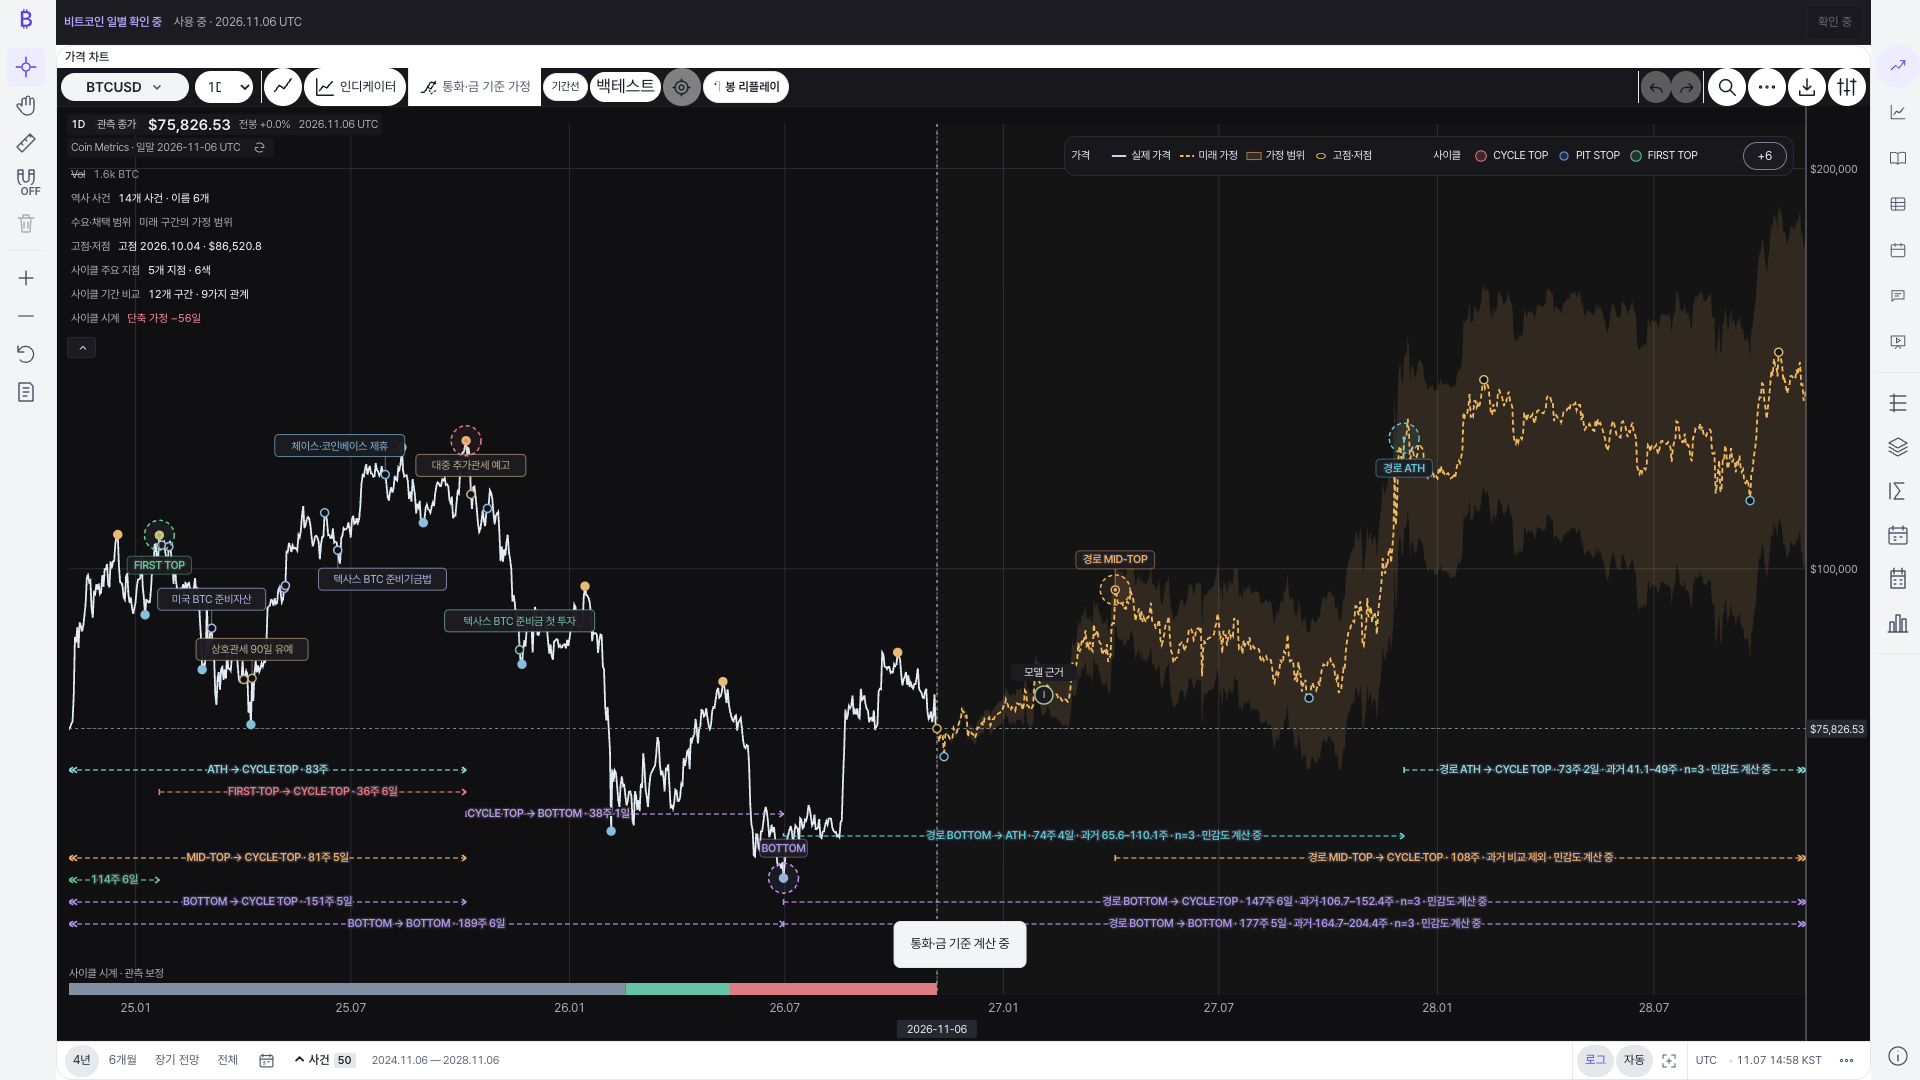 비트코인 일별 확인 중 사용 중 · 2026.11.06 UTC 확인 중
가격 차트
BTCUSD 1D 인디케이터 통화·금 기준 가정 기간선 백테스트 봉 리플레이
1D 관측 종가 $75,826.53 전봉 +0.0% 2026.11.06 UTC
Coin Metrics · 일말 2026-11-06 UTC
가격 실제 가격 미래 가정 가정 범위 고점·저점 사이클 CYCLE TOP PIT STOP FIRST TOP +6
Vol 1.6k BTC
$200,000
OFF
역사 사건 14개 사건 · 이름 6개
수요·채택 범위 미래 구간의 가정 범위
고점·저점 고점 2026.10.04 · $86,520.8
사이클 주요 지점 5개 지점 · 6색
사이클 기간 비교 12개 구간 · 9가지 관계
사이클 시계 단축 가정 −56일
체이스·코인베이스 제휴
대중 추가관세 예고
경로 ATH
FIRST TOP
경로 MID-TOP
$100,000
텍사스 BTC 준비기금법
미국 BTC 준비자산
텍사스 BTC 준비금 첫 투자
상호관세 90일 유예
모델 근거
$75,826.53
ATH → CYCLE TOP · 83주
경로 ATH → CYCLE TOP · 73주 2일 · 과거 41.1–49주 · n=3 · 민감도 계산 중
FIRST TOP → CYCLE TOP · 36주 6일
CYCLE TOP → BOTTOM · 38주 1일
경로 BOTTOM → ATH · 74주 4일 · 과거 65.6–110.1주 · n=3 · 민감도 계산 중
BOTTOM
MID-TOP → CYCLE TOP · 81주 5일
경로 MID-TOP → CYCLE TOP · 108주 · 과거 비교 제외 · 민감도 계산 중
114주 6일
BOTTOM → CYCLE TOP · 151주 5일
경로 BOTTOM → CYCLE TOP · 147주 6일 · 과거 106.7–152.4주 · n=3 · 민감도 계산 중
BOTTOM → BOTTOM · 189주 6일
경로 BOTTOM → BOTTOM · 177주 5일 · 과거 164.7–204.4주 · n=3 · 민감도 계산 중
통화·금 기준 계산 중
사이클 시계 · 관측 보정
25.01 25.07 26.01 26.07 27.01 27.07 28.01 28.07
2026-11-06
4년 6개월 장기 전망 전체 사건 50 2024.11.06 — 2028.11.06 로그 자동 UTC 11.07 14:58 KST